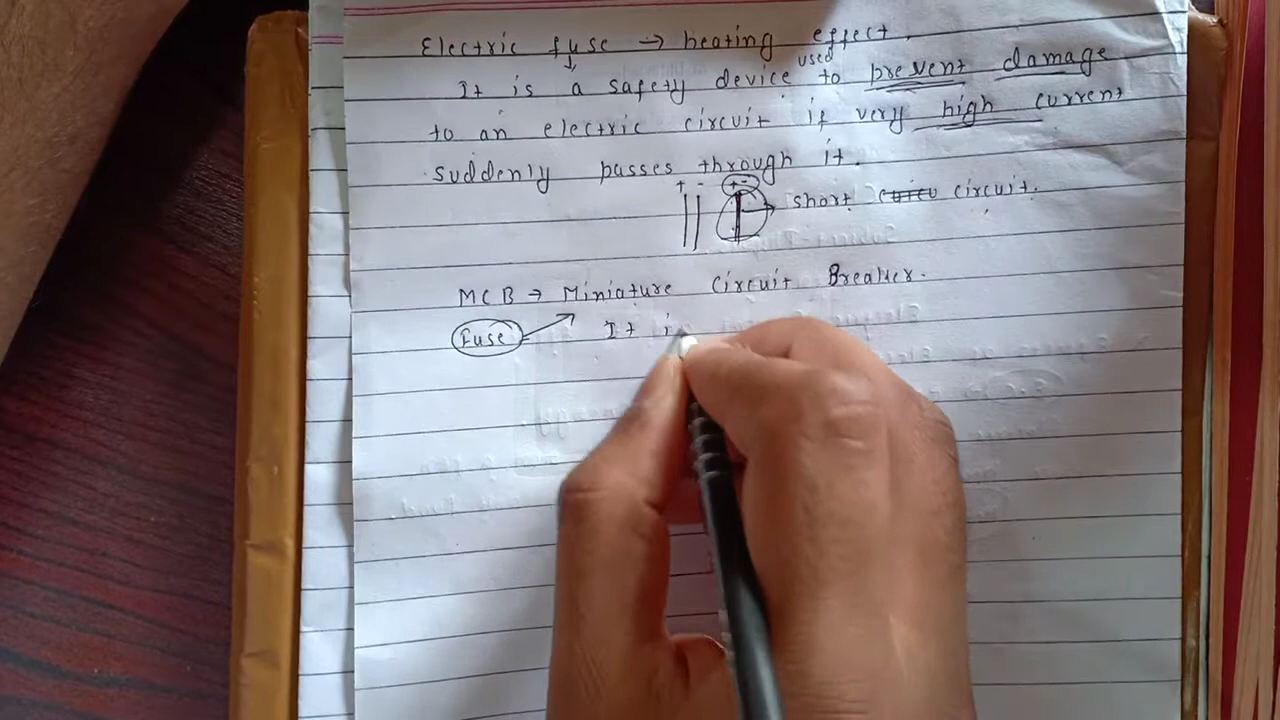 Electric fuse → heating effect.
It is a safety device used to prevent damage
to an electric circuit if very high current
suddenly passes through it.
+ - + -
short circuit.
MCB → Miniature Circuit Breaker.
Fuse It i